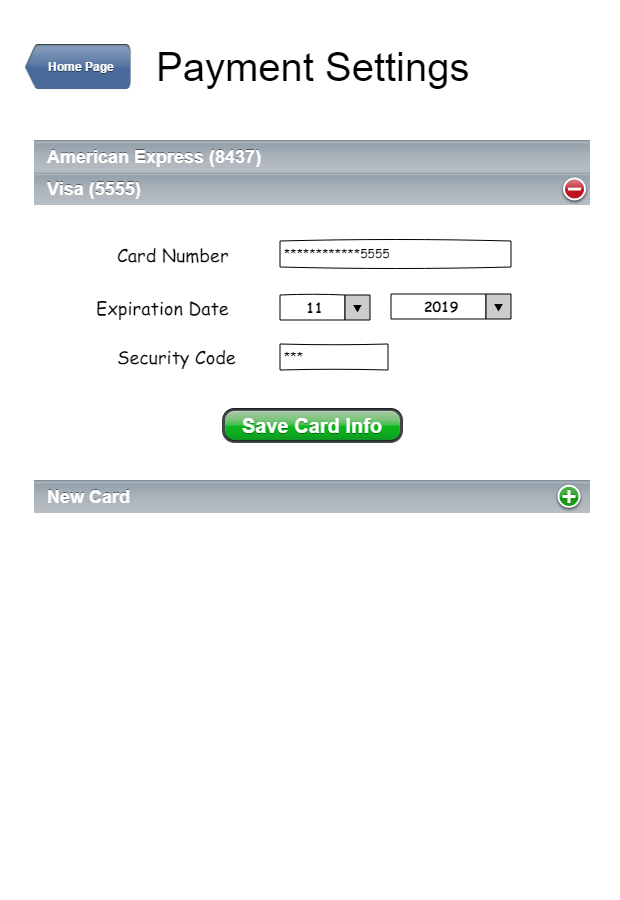 Home Page
Payment Settings
American Express (8437)
Visa (5555)
Card Number
************5555
Expiration Date
11
2019
Security Code
***
Save Card Info
New Card